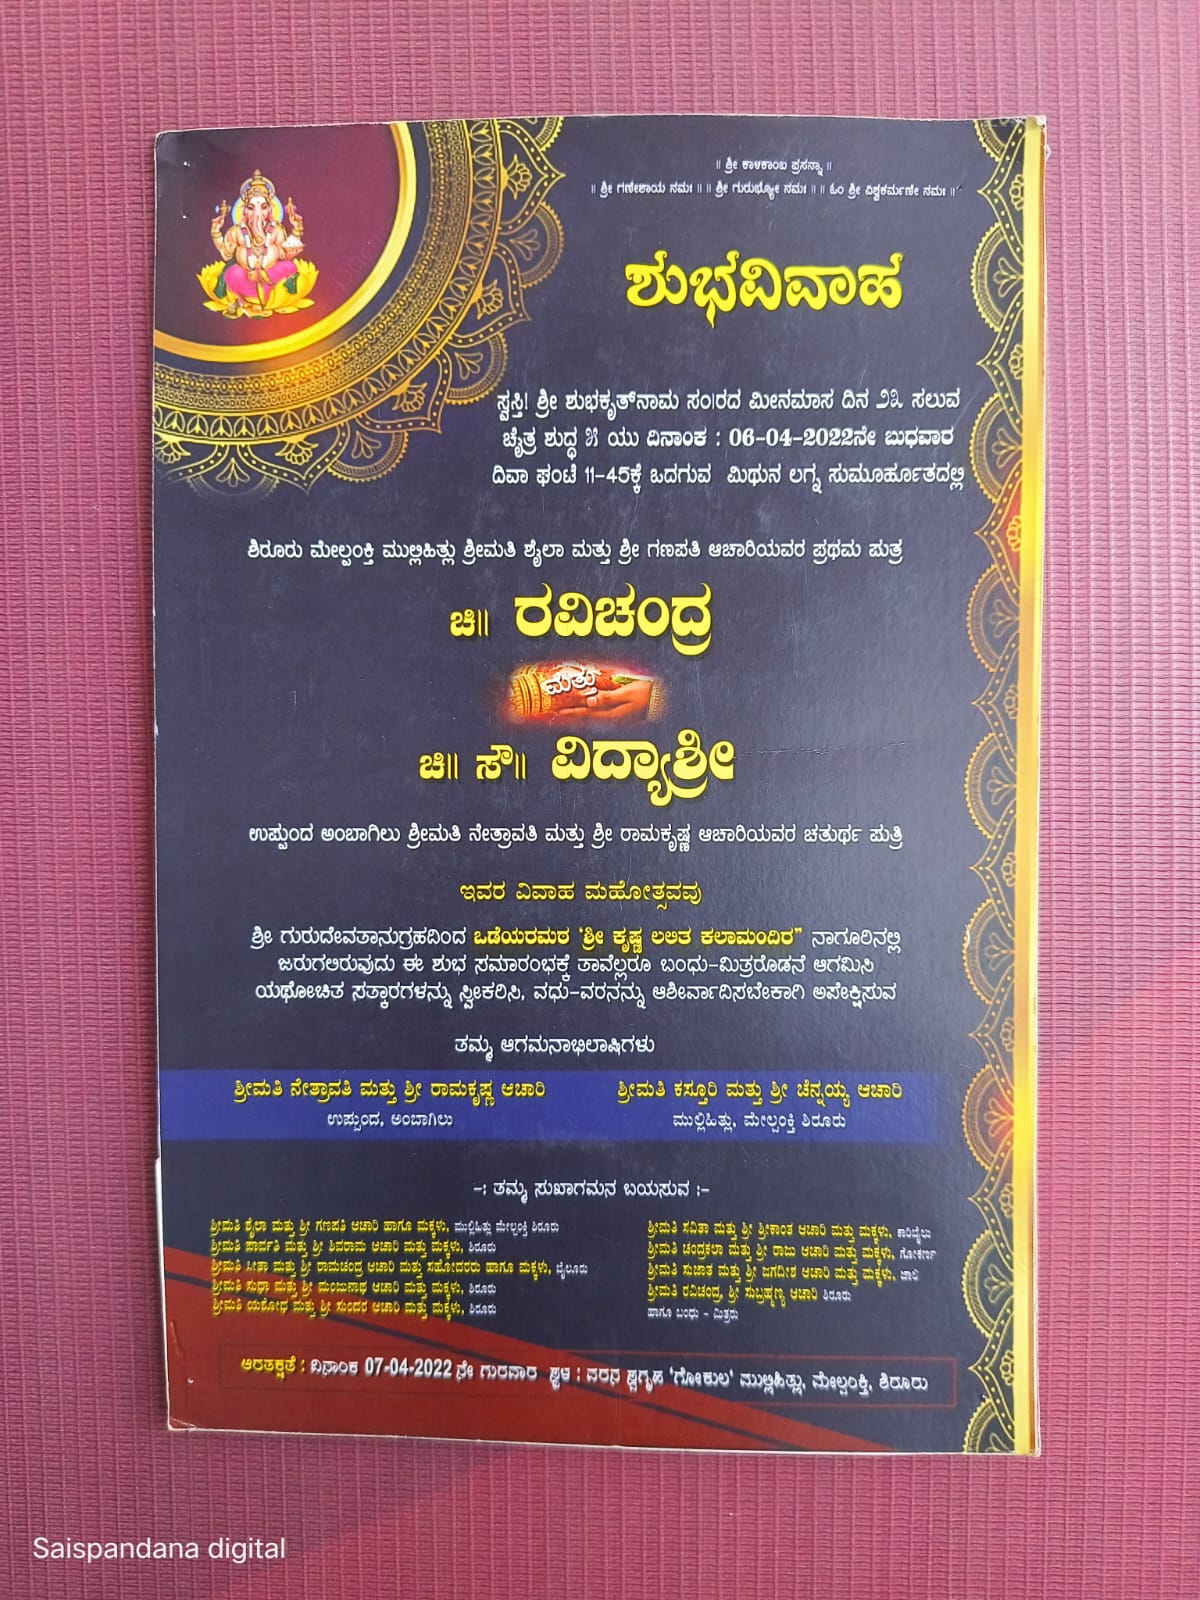 ॥ ಶ್ರೀ ಕಾಳಿಕಾಂಬ ಪ್ರಸನ್ನಾ ॥
॥ ಶ್ರೀ ಗಣೇಶಾಯ ನಮಃ ॥ ॥ ಶ್ರೀ ಗುರುಭ್ಯೋ ನಮಃ ॥ ॥ ಓಂ ಶ್ರೀ ವಿಶ್ವಕರ್ಮಣೇ ನಮಃ ॥
ಶುಭವಿವಾಹ
ಸ್ವಸ್ತಿ! ಶ್ರೀ ಶುಭಕೃತ್‌ನಾಮ ಸಂ।ರದ ಮೀನಮಾಸ ದಿನ ೨೩ ಸಲುವ
ಚೈತ್ರ ಶುದ್ಧ ೫ ಯು ದಿನಾಂಕ : 06-04-2022ನೇ ಬುಧವಾರ
ದಿವಾ ಘಂಟೆ 11-45ಕ್ಕೆ ಒದಗುವ ಮಿಥುನ ಲಗ್ನ ಸುಮೂರ್ಹೂತದಲ್ಲಿ
ಶಿರೂರು ಮೇಲ್ಪಂಕ್ತಿ ಮುಲ್ಲಿಹಿತ್ಲು ಶ್ರೀಮತಿ ಶೈಲಾ ಮತ್ತು ಶ್ರೀ ಗಣಪತಿ ಆಚಾರಿಯವರ ಪ್ರಥಮ ಪುತ್ರ
ಚಿ॥ ರವಿಚಂದ್ರ
ಮತ್ತು
ಚಿ॥ ಸೌ॥ ವಿದ್ಯಾಶ್ರೀ
ಉಪ್ಪುಂದ ಅಂಬಾಗಿಲು ಶ್ರೀಮತಿ ನೇತ್ರಾವತಿ ಮತ್ತು ಶ್ರೀ ರಾಮಕೃಷ್ಣ ಆಚಾರಿಯವರ ಚತುರ್ಥ ಪುತ್ರಿ
ಇವರ ವಿವಾಹ ಮಹೋತ್ಸವವು
ಶ್ರೀ ಗುರುದೇವತಾನುಗ್ರಹದಿಂದ ಒಡೆಯರಮಠ 'ಶ್ರೀ ಕೃಷ್ಣ ಲಲಿತ ಕಲಾಮಂದಿರ" ನಾಗೂರಿನಲ್ಲಿ
ಜರುಗಲಿರುವುದು ಈ ಶುಭ ಸಮಾರಂಭಕ್ಕೆ ತಾವೆಲ್ಲರೂ ಬಂಧು-ಮಿತ್ರರೊಡನೆ ಆಗಮಿಸಿ
ಯಥೋಚಿತ ಸತ್ಕಾರಗಳನ್ನು ಸ್ವೀಕರಿಸಿ, ವಧು-ವರನನ್ನು ಆಶೀರ್ವಾದಿಸಬೇಕಾಗಿ ಅಪೇಕ್ಷಿಸುವ
ತಮ್ಮ ಆಗಮನಾಭಿಲಾಷಿಗಳು
ಶ್ರೀಮತಿ ನೇತ್ರಾವತಿ ಮತ್ತು ಶ್ರೀ ರಾಮಕೃಷ್ಣ ಆಚಾರಿ
ಉಪ್ಪುಂದ, ಅಂಬಾಗಿಲು
ಶ್ರೀಮತಿ ಕಸ್ತೂರಿ ಮತ್ತು ಶ್ರೀ ಚೆನ್ನಯ್ಯ ಆಚಾರಿ
ಮುಲ್ಲಿಹಿತ್ಲು, ಮೇಲ್ಪಂಕ್ತಿ ಶಿರೂರು
-: ತಮ್ಮ ಸುಖಾಗಮನ ಬಯಸುವ :-
ಶ್ರೀಮತಿ ಶೈಲಾ ಮತ್ತು ಶ್ರೀ ಗಣಪತಿ ಆಚಾರಿ ಹಾಗೂ ಮಕ್ಕಳು, ಮುಲ್ಲಿಹಿತ್ಲು ಮೇಲ್ಪಂಕ್ತಿ ಶಿರೂರು
ಶ್ರೀಮತಿ ಪಾರ್ವತಿ ಮತ್ತು ಶ್ರೀ ಶಿವರಾಮ ಆಚಾರಿ ಮತ್ತು ಮಕ್ಕಳು, ಶಿರೂರು
ಶ್ರೀಮತಿ ಸೀತಾ ಮತ್ತು ಶ್ರೀ ರಾಮಚಂದ್ರ ಆಚಾರಿ ಮತ್ತು ಸಹೋದರರು ಹಾಗೂ ಮಕ್ಕಳು, ಬೈಲೂರು
ಶ್ರೀಮತಿ ಸುಧಾ ಮತ್ತು ಶ್ರೀ ಮಂಜುನಾಥ ಆಚಾರಿ ಮತ್ತು ಮಕ್ಕಳು, ಶಿರೂರು
ಶ್ರೀಮತಿ ಯಶೋಧ ಮತ್ತು ಶ್ರೀ ಸುಂದರ ಆಚಾರಿ ಮತ್ತು ಮಕ್ಕಳು, ಶಿರೂರು
ಶ್ರೀಮತಿ ಸವಿತಾ ಮತ್ತು ಶ್ರೀ ಶ್ರೀಕಾಂತ ಆಚಾರಿ ಮತ್ತು ಮಕ್ಕಳು, ಕಾರಿಬೈಲು
ಶ್ರೀಮತಿ ಚಂದ್ರಕಲಾ ಮತ್ತು ಶ್ರೀ ರಾಜು ಆಚಾರಿ ಮತ್ತು ಮಕ್ಕಳು, ಗೋಕರ್ಣ
ಶ್ರೀಮತಿ ಸುಜಾತ ಮತ್ತು ಶ್ರೀ ಜಗದೀಶ ಆಚಾರಿ ಮತ್ತು ಮಕ್ಕಳು, ಜಾಲಿ
ಶ್ರೀಮತಿ ರವಿಚಂದ್ರ, ಶ್ರೀ ಸುಬ್ರಹ್ಮಣ್ಯ ಆಚಾರಿ ಶಿರೂರು
ಹಾಗೂ ಬಂಧು - ಮಿತ್ರರು
ಆರತಕ್ಷತೆ : ದಿನಾಂಕ 07-04-2022 ನೇ ಗುರುವಾರ ಸ್ಥಳ : ವರನ ಸ್ವಗೃಹ 'ಗೋಕುಲ' ಮುಲ್ಲಿಹಿತ್ಲು, ಮೇಲ್ಪಂಕ್ತಿ, ಶಿರೂರು
Saispandana digital